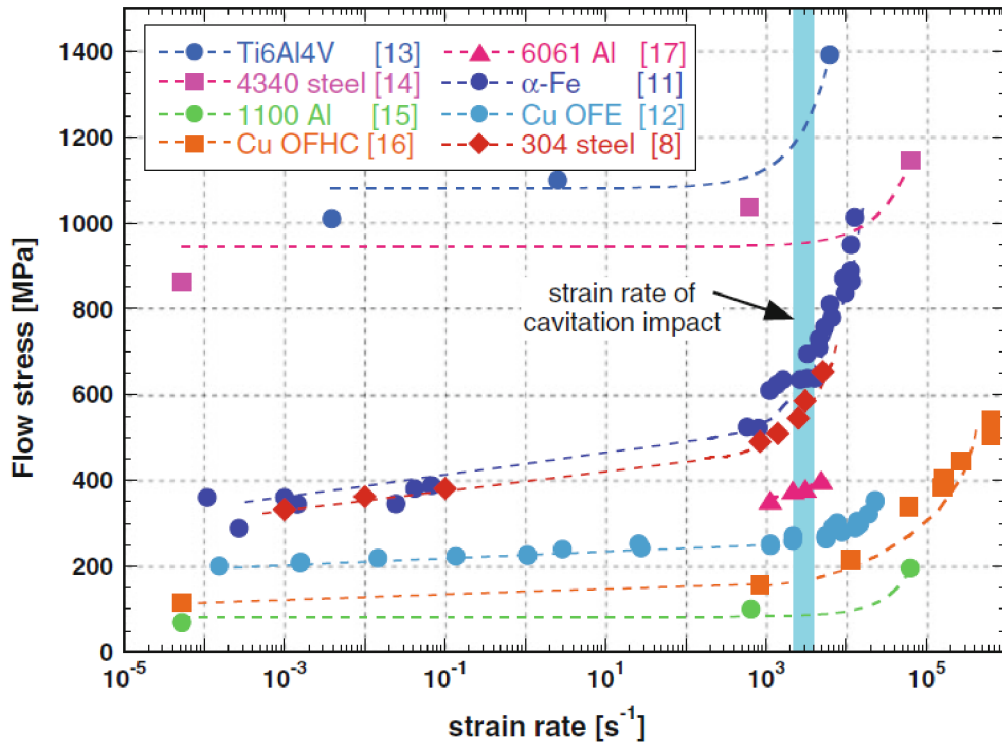 1400
1200
1000
800
600
400
200
0
Flow stress [MPa]
Ti6Al4V [13]
6061 Al [17]
4340 steel [14]
α-Fe [11]
1100 Al [15]
Cu OFE [12]
Cu OFHC [16]
304 steel [8]
strain rate of
cavitation impact
10⁻⁵ 10⁻³ 10⁻¹ 10¹ 10³ 10⁵
strain rate [s⁻¹]